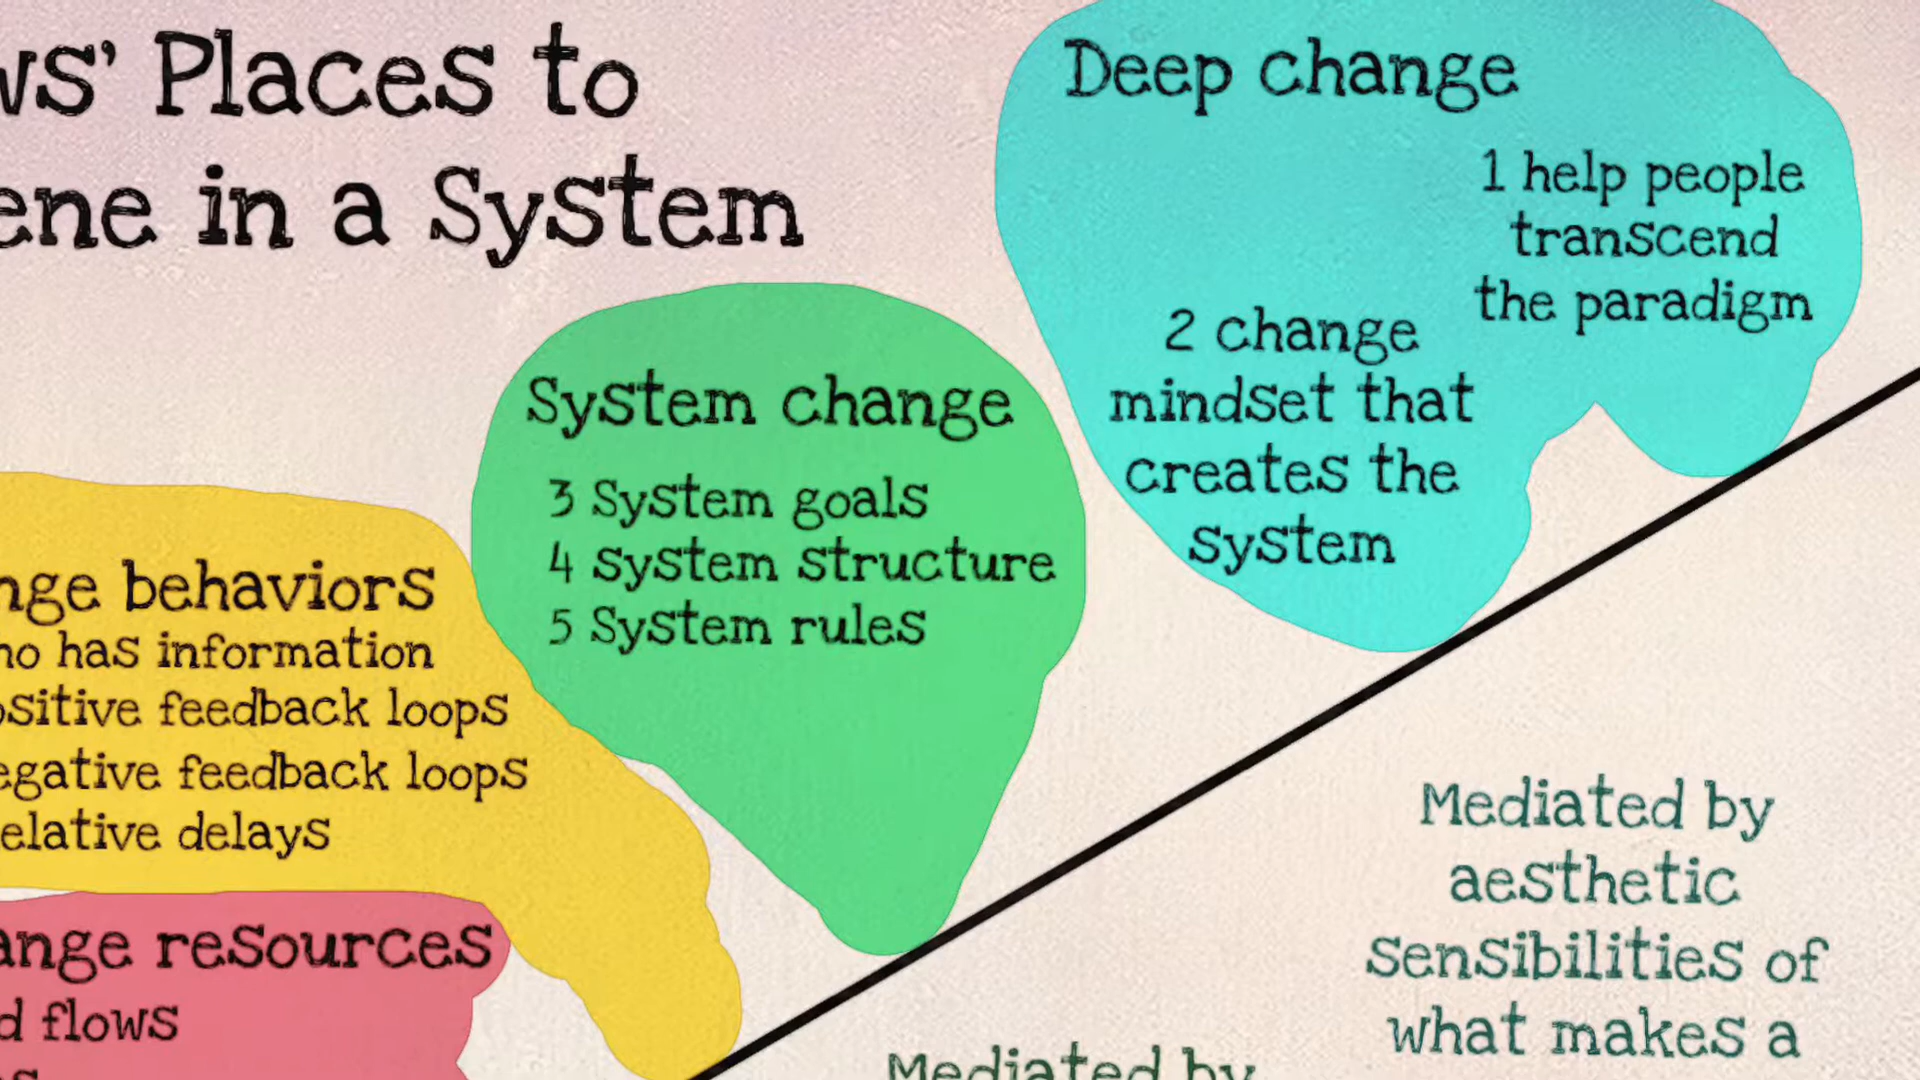 ws' Places to
ene in a System
Deep change
1 help people
transcend
the paradigm
2 change
mindset that
creates the
system
System change
3 System goals
4 System structure
5 System rules
nge behaviors
ho has information
ositive feedback loops
egative feedback loops
elative delays
ange resources
d flows
Mediated by
aesthetic
sensibilities of
what makes a
Mediated by